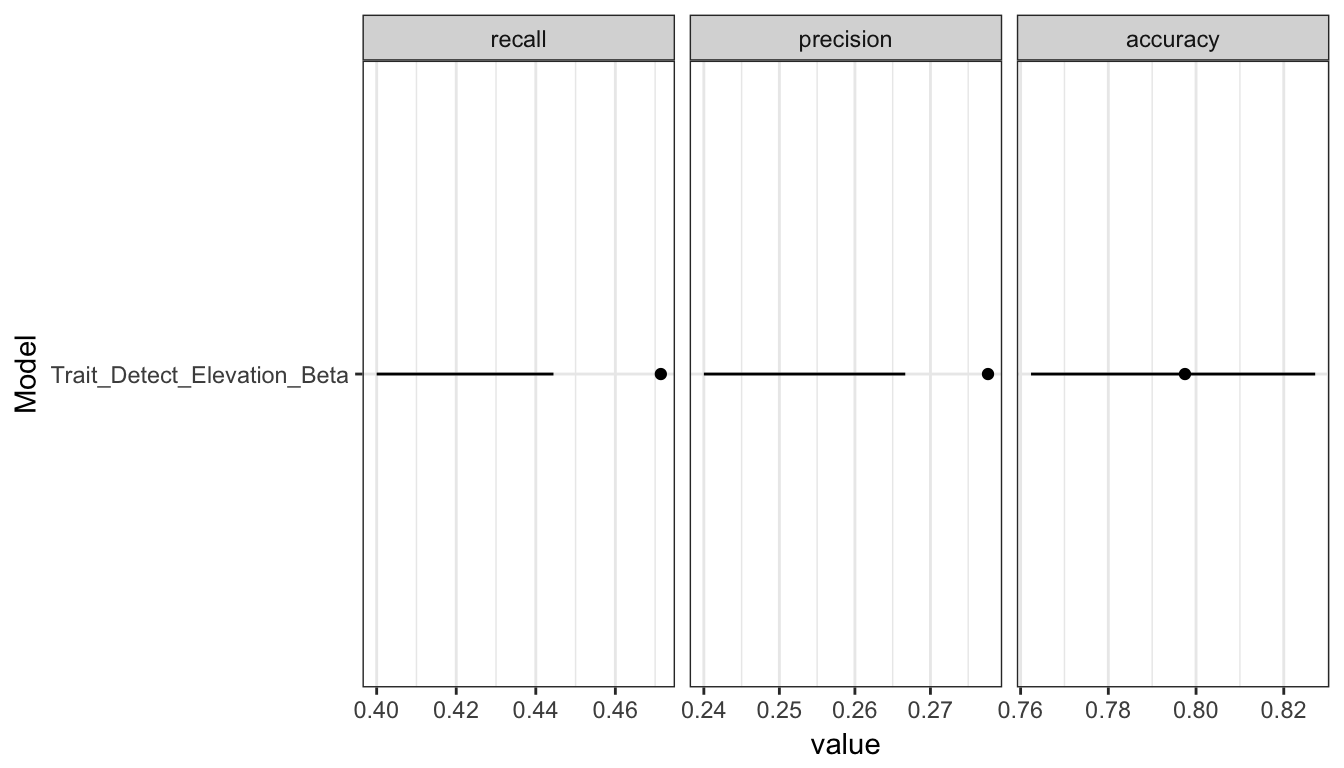 recall precision accuracy
Model
Trait_Detect_Elevation_Beta
0.40 0.42 0.44 0.46 0.24 0.25 0.26 0.27 0.76 0.78 0.80 0.82
value